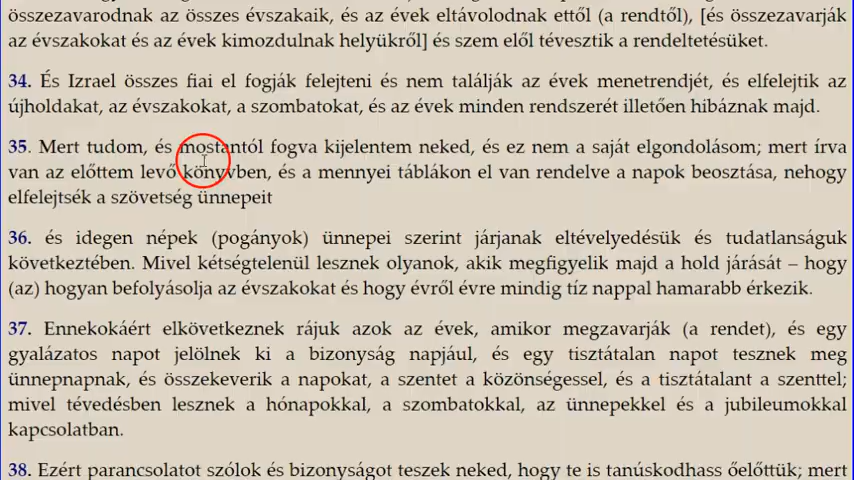 összezavarodnak az összes évszakaik, és az évek eltávolodnak ettől (a rendtől), [és összezavarják
az évszakokat és az évek kimozdulnak helyükről] és szem elől tévesztik a rendeltetésüket.
34. És Izrael összes fiai el fogják felejteni és nem találják az évek menetrendjét, és elfelejtik az
újholdakat, az évszakokat, a szombatokat, és az évek minden rendszerét illetően hibáznak majd.
35. Mert tudom, és mostantól fogva kijelentem neked, és ez nem a saját elgondolásom; mert írva
van az előttem levő könyvben, és a mennyei táblákon el van rendelve a napok beosztása, nehogy
elfelejtsék a szövetség ünnepeit
36. és idegen népek (pogányok) ünnepei szerint járjanak eltévelyedésük és tudatlanságuk
következtében. Mivel kétségtelenül lesznek olyanok, akik megfigyelik majd a hold járását – hogy
(az) hogyan befolyásolja az évszakokat és hogy évről évre mindig tíz nappal hamarabb érkezik.
37. Ennekokáért elkövetkeznek rájuk azok az évek, amikor megzavarják (a rendet), és egy
gyalázatos napot jelölnek ki a bizonyság napjául, és egy tisztátalan napot tesznek meg
ünnepnapnak, és összekeverik a napokat, a szentet a közönségessel, és a tisztátalant a szenttel;
mivel tévedésben lesznek a hónapokkal, a szombatokkal, az ünnepekkel és a jubileumokkal
kapcsolatban.
38. Ezért parancsolatot szólok és bizonyságot teszek neked, hogy te is tanúskodhass őelőttük; mert